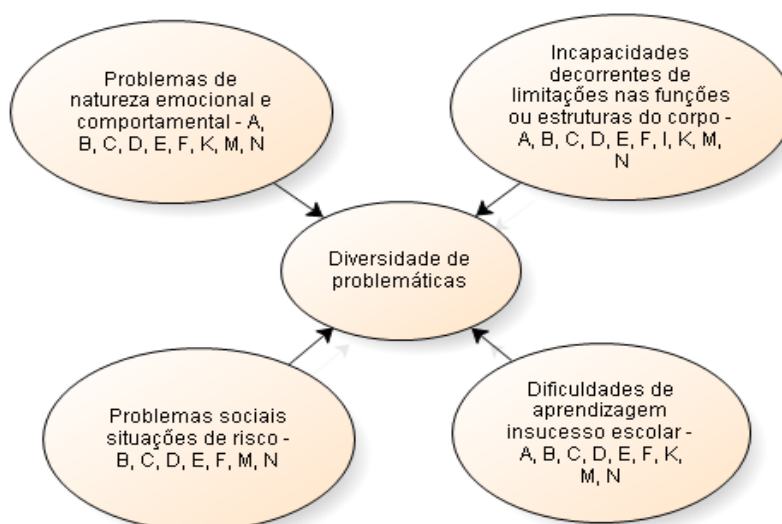 Problemas de
natureza emocional e
comportamental - A,
B, C, D, E, F, K, M, N
Incapacidades
decorrentes de
limitações nas funções
ou estruturas do corpo -
A, B, C, D, E, F, I, K, M,
N
Diversidade de
problemáticas
Problemas sociais
situações de risco -
B, C, D, E, F, M, N
Dificuldades de
aprendizagem
insucesso escolar -
A, B, C, D, E, F, K,
M, N